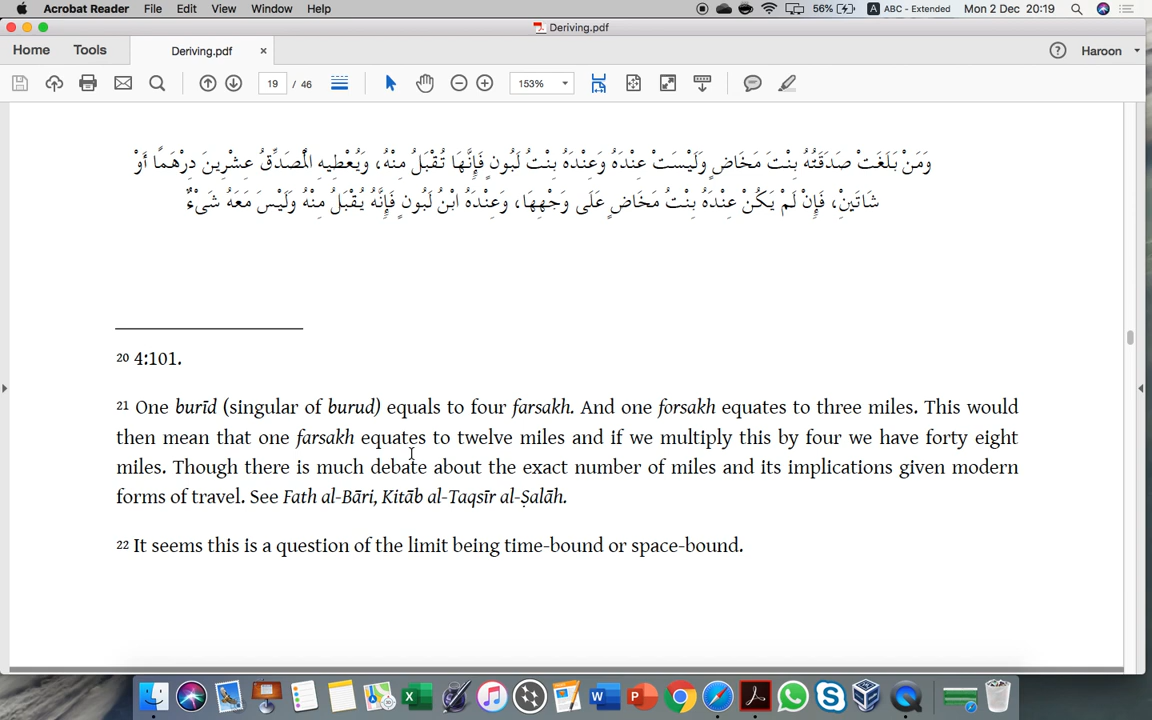 Acrobat Reader File Edit View Window Help 56% A ABC - Extended Mon 2 Dec 20:19
Deriving.pdf
Home Tools Deriving.pdf × ? Haroon
19 / 46 153%
وَمَنْ بَلَغَتْ صَدَقَتُهُ بِنْتَ مَخَاضٍ وَلَيْسَتْ عِنْدَهُ وَعِنْدَهُ بِنْتُ لَبُونٍ فَإِنَّهَا تُقْبَلُ مِنْهُ، وَيُعْطِيهِ الْمُصَدِّقُ عِشْرِينَ دِرْهَمًا أَوْ
شَاتَيْنِ، فَإِنْ لَمْ يَكُنْ عِنْدَهُ بِنْتُ مَخَاضٍ عَلَى وَجْهِهَا، وَعِنْدَهُ ابْنُ لَبُونٍ فَإِنَّهُ يُقْبَلُ مِنْهُ وَلَيْسَ مَعَهُ شَىْءٌ
20 4:101.
21 One burīd (singular of burud) equals to four farsakh. And one forsakh equates to three miles. This would
then mean that one farsakh equates to twelve miles and if we multiply this by four we have forty eight
miles. Though there is much debate about the exact number of miles and its implications given modern
forms of travel. See Fath al-Bāri, Kitāb al-Taqsīr al-Ṣalāh.
22 It seems this is a question of the limit being time-bound or space-bound.